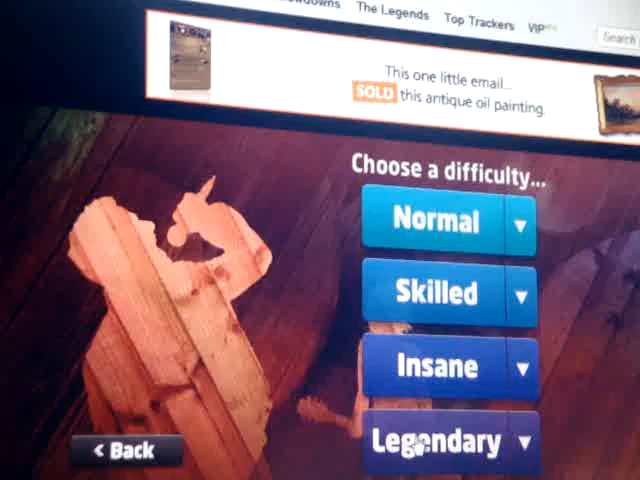 The Legends
Top Trackers
VIP
Search
This one little email...
SOLD this antique oil painting.
Choose a difficulty...
Normal
Skilled
Insane
Legendary
< Back